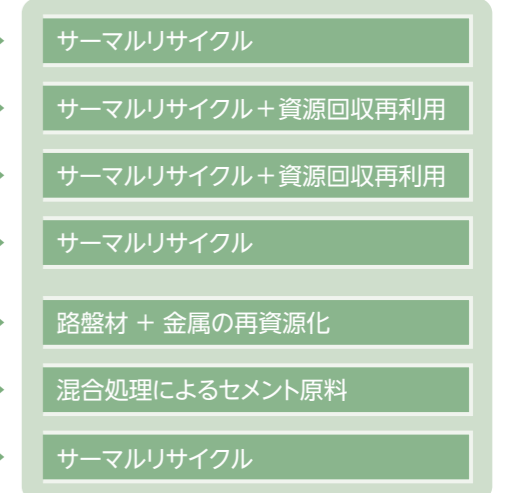 サーマルリサイクル
サーマルリサイクル＋資源回収再利用
サーマルリサイクル＋資源回収再利用
サーマルリサイクル
路盤材 ＋ 金属の再資源化
混合処理によるセメント原料
サーマルリサイクル